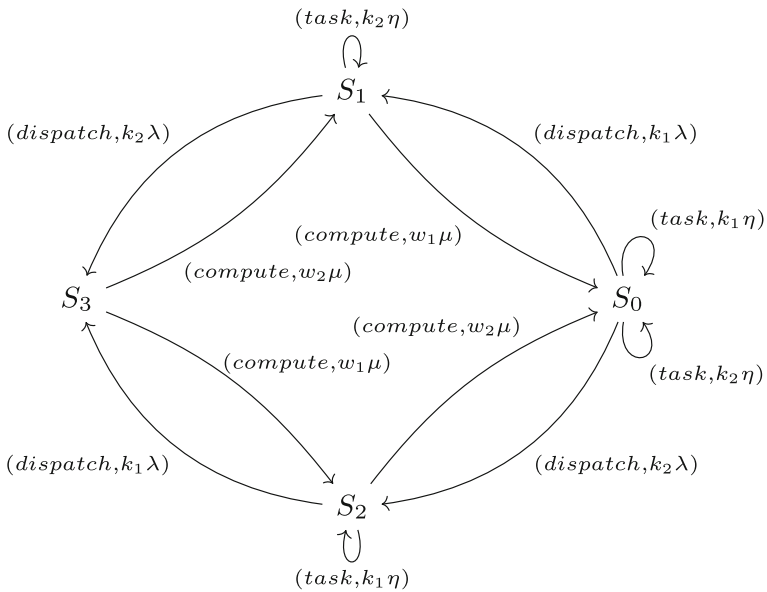 (task,k₂η)
S₁
(dispatch,k₂λ)
(dispatch,k₁λ)
(task,k₁η)
(compute,w₁μ)
(compute,w₂μ)
S₃
S₀
(compute,w₂μ)
(compute,w₁μ)
(task,k₂η)
(dispatch,k₁λ)
(dispatch,k₂λ)
S₂
(task,k₁η)